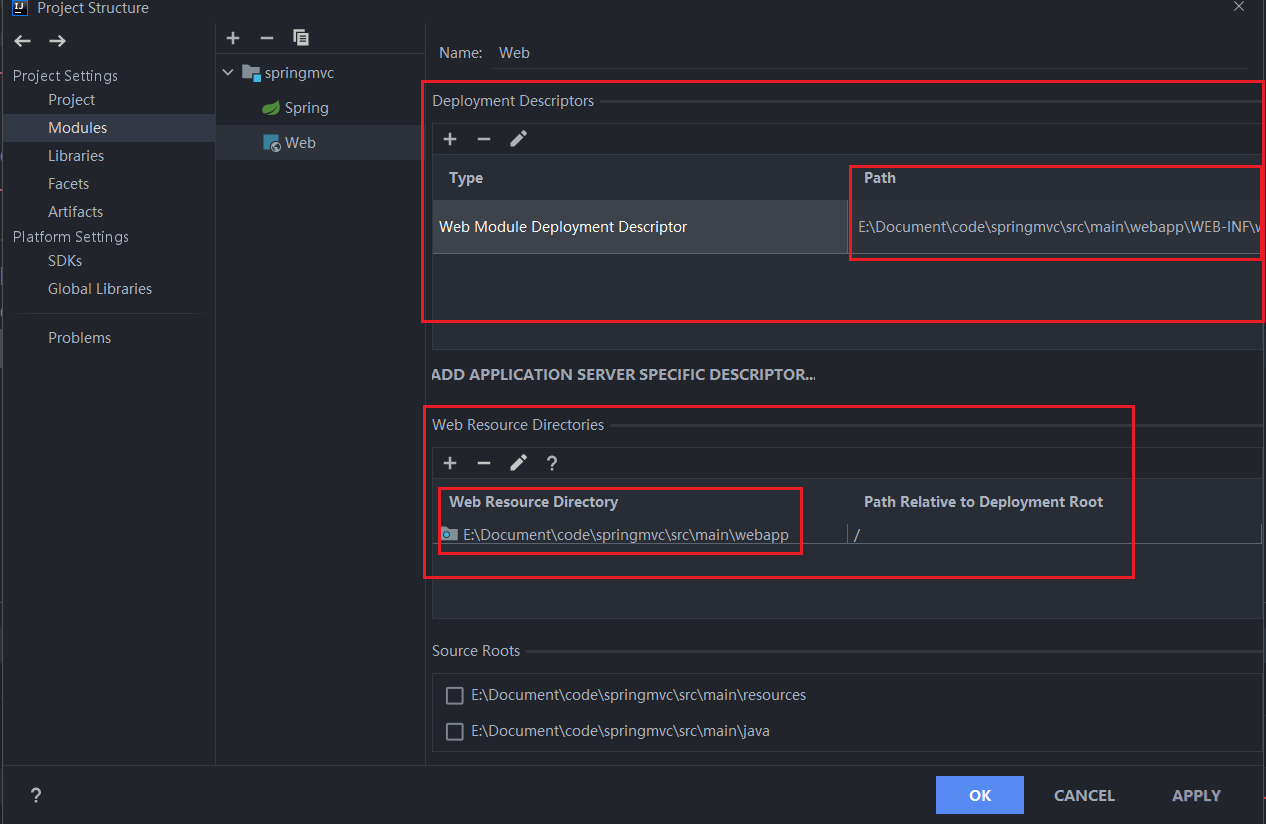 Project Structure
Project Settings
Project
Modules
Libraries
Facets
Artifacts
Platform Settings
SDKs
Global Libraries
Problems
springmvc
Spring
Web
Name: Web
Deployment Descriptors
Type Path
Web Module Deployment Descriptor E:\Document\code\springmvc\src\main\webapp\WEB-INF\w
ADD APPLICATION SERVER SPECIFIC DESCRIPTOR...
Web Resource Directories
?
Web Resource Directory Path Relative to Deployment Root
E:\Document\code\springmvc\src\main\webapp /
Source Roots
E:\Document\code\springmvc\src\main\resources
E:\Document\code\springmvc\src\main\java
? OK CANCEL APPLY